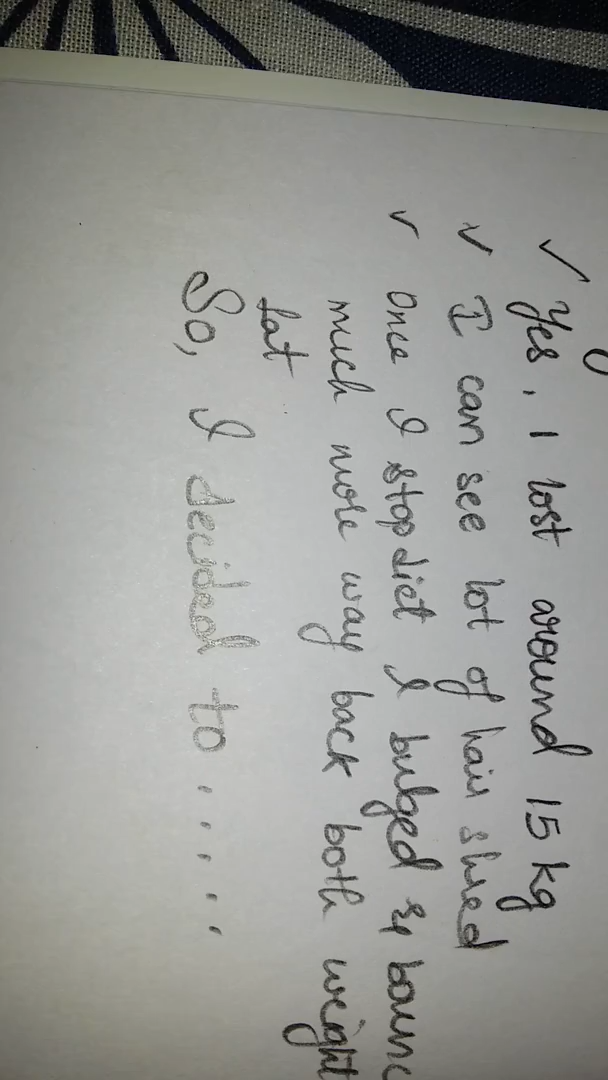 ✓ Yes, I lost around 15 kg
✓ I can see lot of hair shed
✓ Once I stop diet I bulged &
much more way back both weight
fat
So, I decided to......